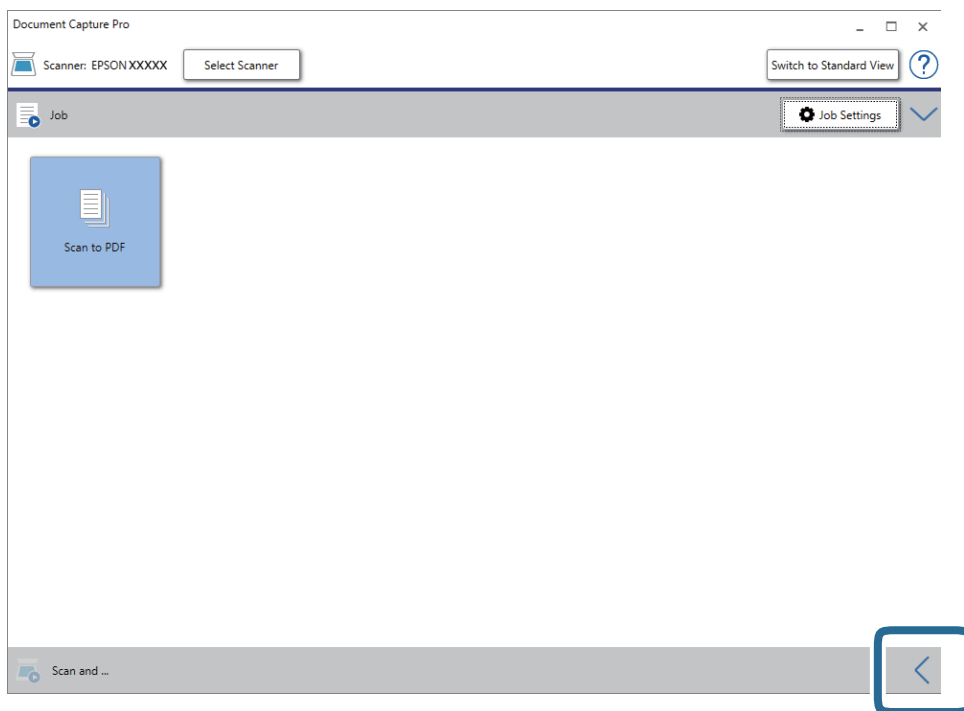 Document Capture Pro
Scanner: EPSON XXXXX Select Scanner Switch to Standard View ?
Job Job Settings
Scan to PDF
Scan and ...